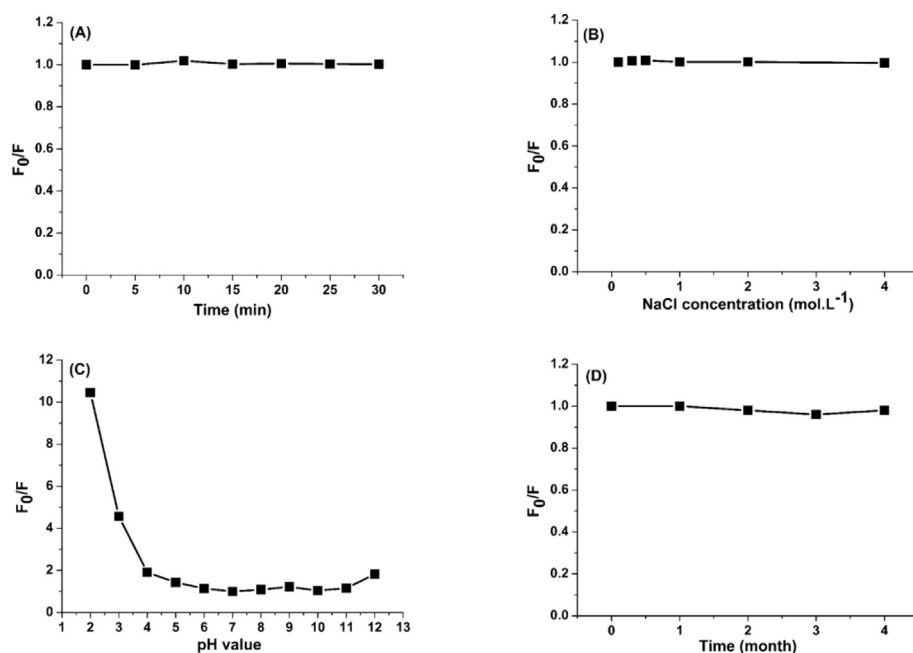 (A)
1.2
1.0
0.8
0.6
0.4
0.2
0.0
F0/F
0 5 10 15 20 25 30
Time (min)
(B)
1.2
1.0
0.8
0.6
0.4
0.2
0.0
F0/F
0 1 2 3 4
NaCl concentration (mol.L-1)
(C)
12
10
8
6
4
2
0
F0/F
1 2 3 4 5 6 7 8 9 10 11 12 13
pH value
(D)
1.2
1.0
0.8
0.6
0.4
0.2
0.0
F0/F
0 1 2 3 4
Time (month)